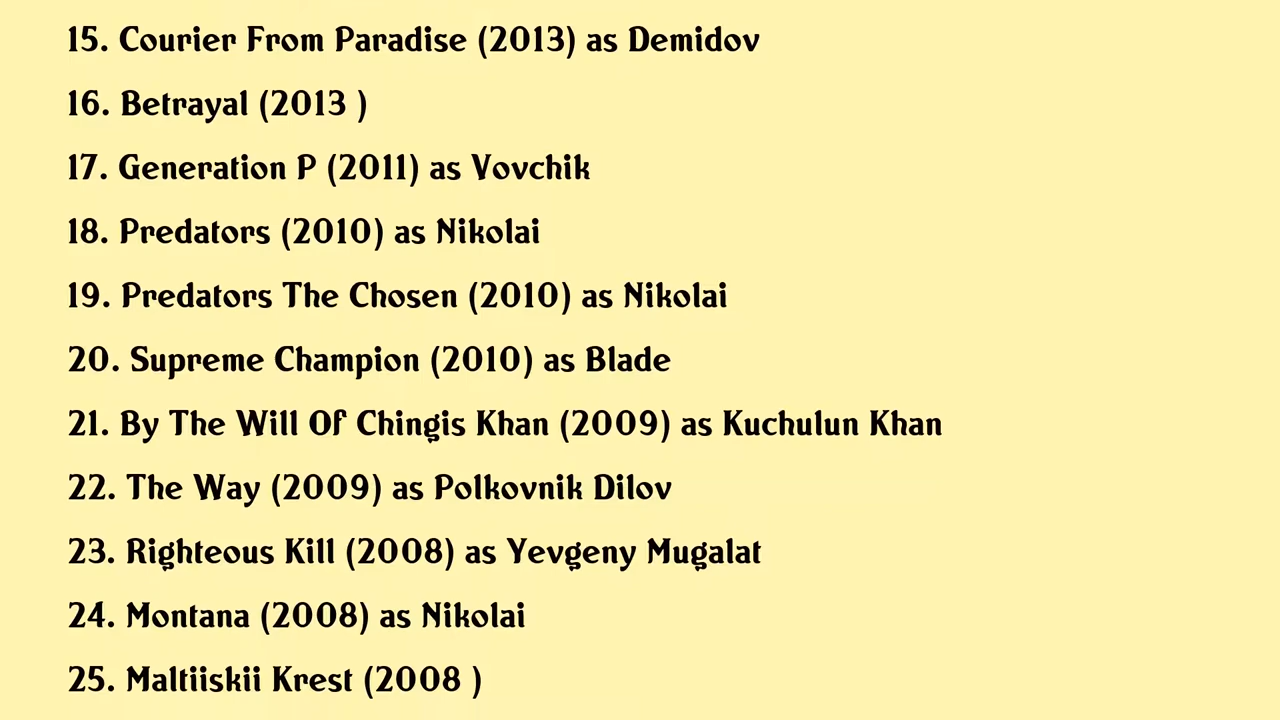 15. Courier From Paradise (2013) as Demidov
16. Betrayal (2013 )
17. Generation P (2011) as Vovchik
18. Predators (2010) as Nikolai
19. Predators The Chosen (2010) as Nikolai
20. Supreme Champion (2010) as Blade
21. By The Will Of Chingis Khan (2009) as Kuchulun Khan
22. The Way (2009) as Polkovnik Dilov
23. Righteous Kill (2008) as Yevgeny Mugalat
24. Montana (2008) as Nikolai
25. Maltiiskii Krest (2008 )